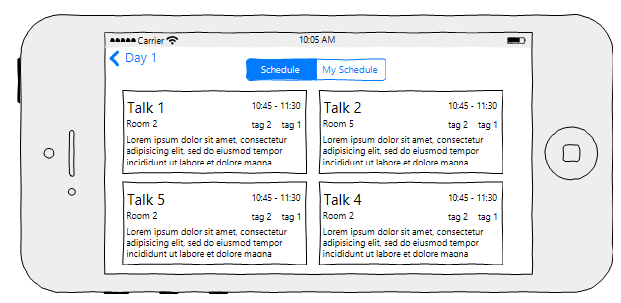 Carrier 10:05 AM
Day 1
Schedule My Schedule
Talk 1 10:45 - 11:30
Room 2 tag 2 tag 1
Lorem ipsum dolor sit amet, consectetur
adipisicing elit, sed do eiusmod tempor
incididunt ut labore et dolore magna
Talk 2 10:45 - 11:30
Room 5 tag 2 tag 1
Lorem ipsum dolor sit amet, consectetur
adipisicing elit, sed do eiusmod tempor
incididunt ut labore et dolore magna
Talk 5 10:45 - 11:30
Room 2 tag 2 tag 1
Lorem ipsum dolor sit amet, consectetur
adipisicing elit, sed do eiusmod tempor
incididunt ut labore et dolore magna
Talk 4 10:45 - 11:30
Room 2 tag 2 tag 1
Lorem ipsum dolor sit amet, consectetur
adipisicing elit, sed do eiusmod tempor
incididunt ut labore et dolore magna